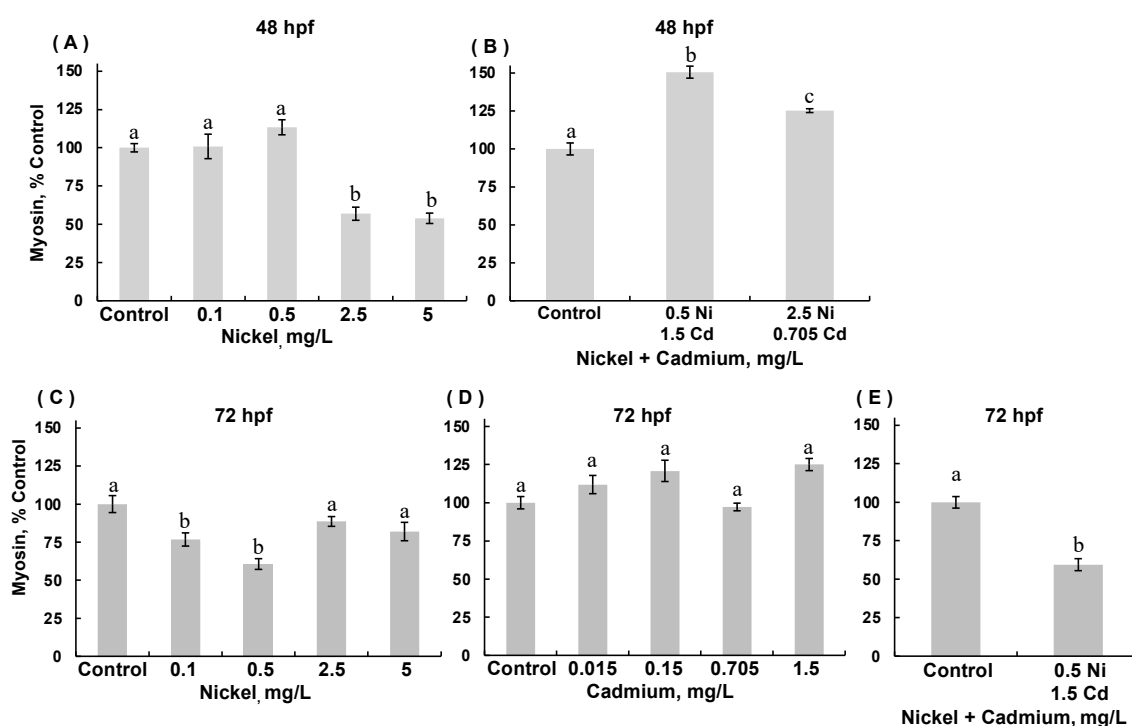 ( A )
48 hpf
Myosin, % Control
150
125
100
75
50
25
0
a
a
a
b
b
Control 0.1 0.5 2.5 5
Nickel, mg/L
( B )
48 hpf
150
125
100
75
50
25
0
a
b
c
Control 0.5 Ni 2.5 Ni
1.5 Cd 0.705 Cd
Nickel + Cadmium, mg/L
( C )
72 hpf
Myosin, % Control
150
125
100
75
50
25
0
a
b
b
a
a
Control 0.1 0.5 2.5 5
Nickel, mg/L
( D )
72 hpf
150
125
100
75
50
25
0
a
a
a
a
a
Control 0.015 0.15 0.705 1.5
Cadmium, mg/L
( E )
72 hpf
150
125
100
75
50
25
0
a
b
Control 0.5 Ni
1.5 Cd
Nickel + Cadmium, mg/L